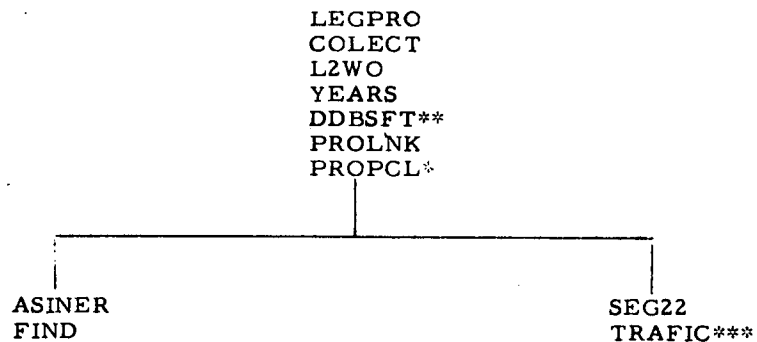 LEGPRO
COLECT
L2WO
YEARS
DDBSFT**
PROLNK
PROPCL*
ASINER
FIND
SEG22
TRAFIC***